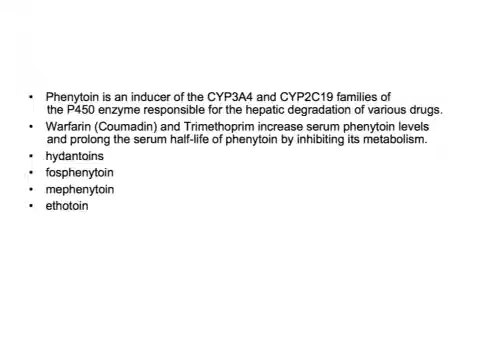 • Phenytoin is an inducer of the CYP3A4 and CYP2C19 families of
the P450 enzyme responsible for the hepatic degradation of various drugs.
• Warfarin (Coumadin) and Trimethoprim increase serum phenytoin levels
and prolong the serum half-life of phenytoin by inhibiting its metabolism.
• hydantoins
• fosphenytoin
• mephenytoin
• ethotoin